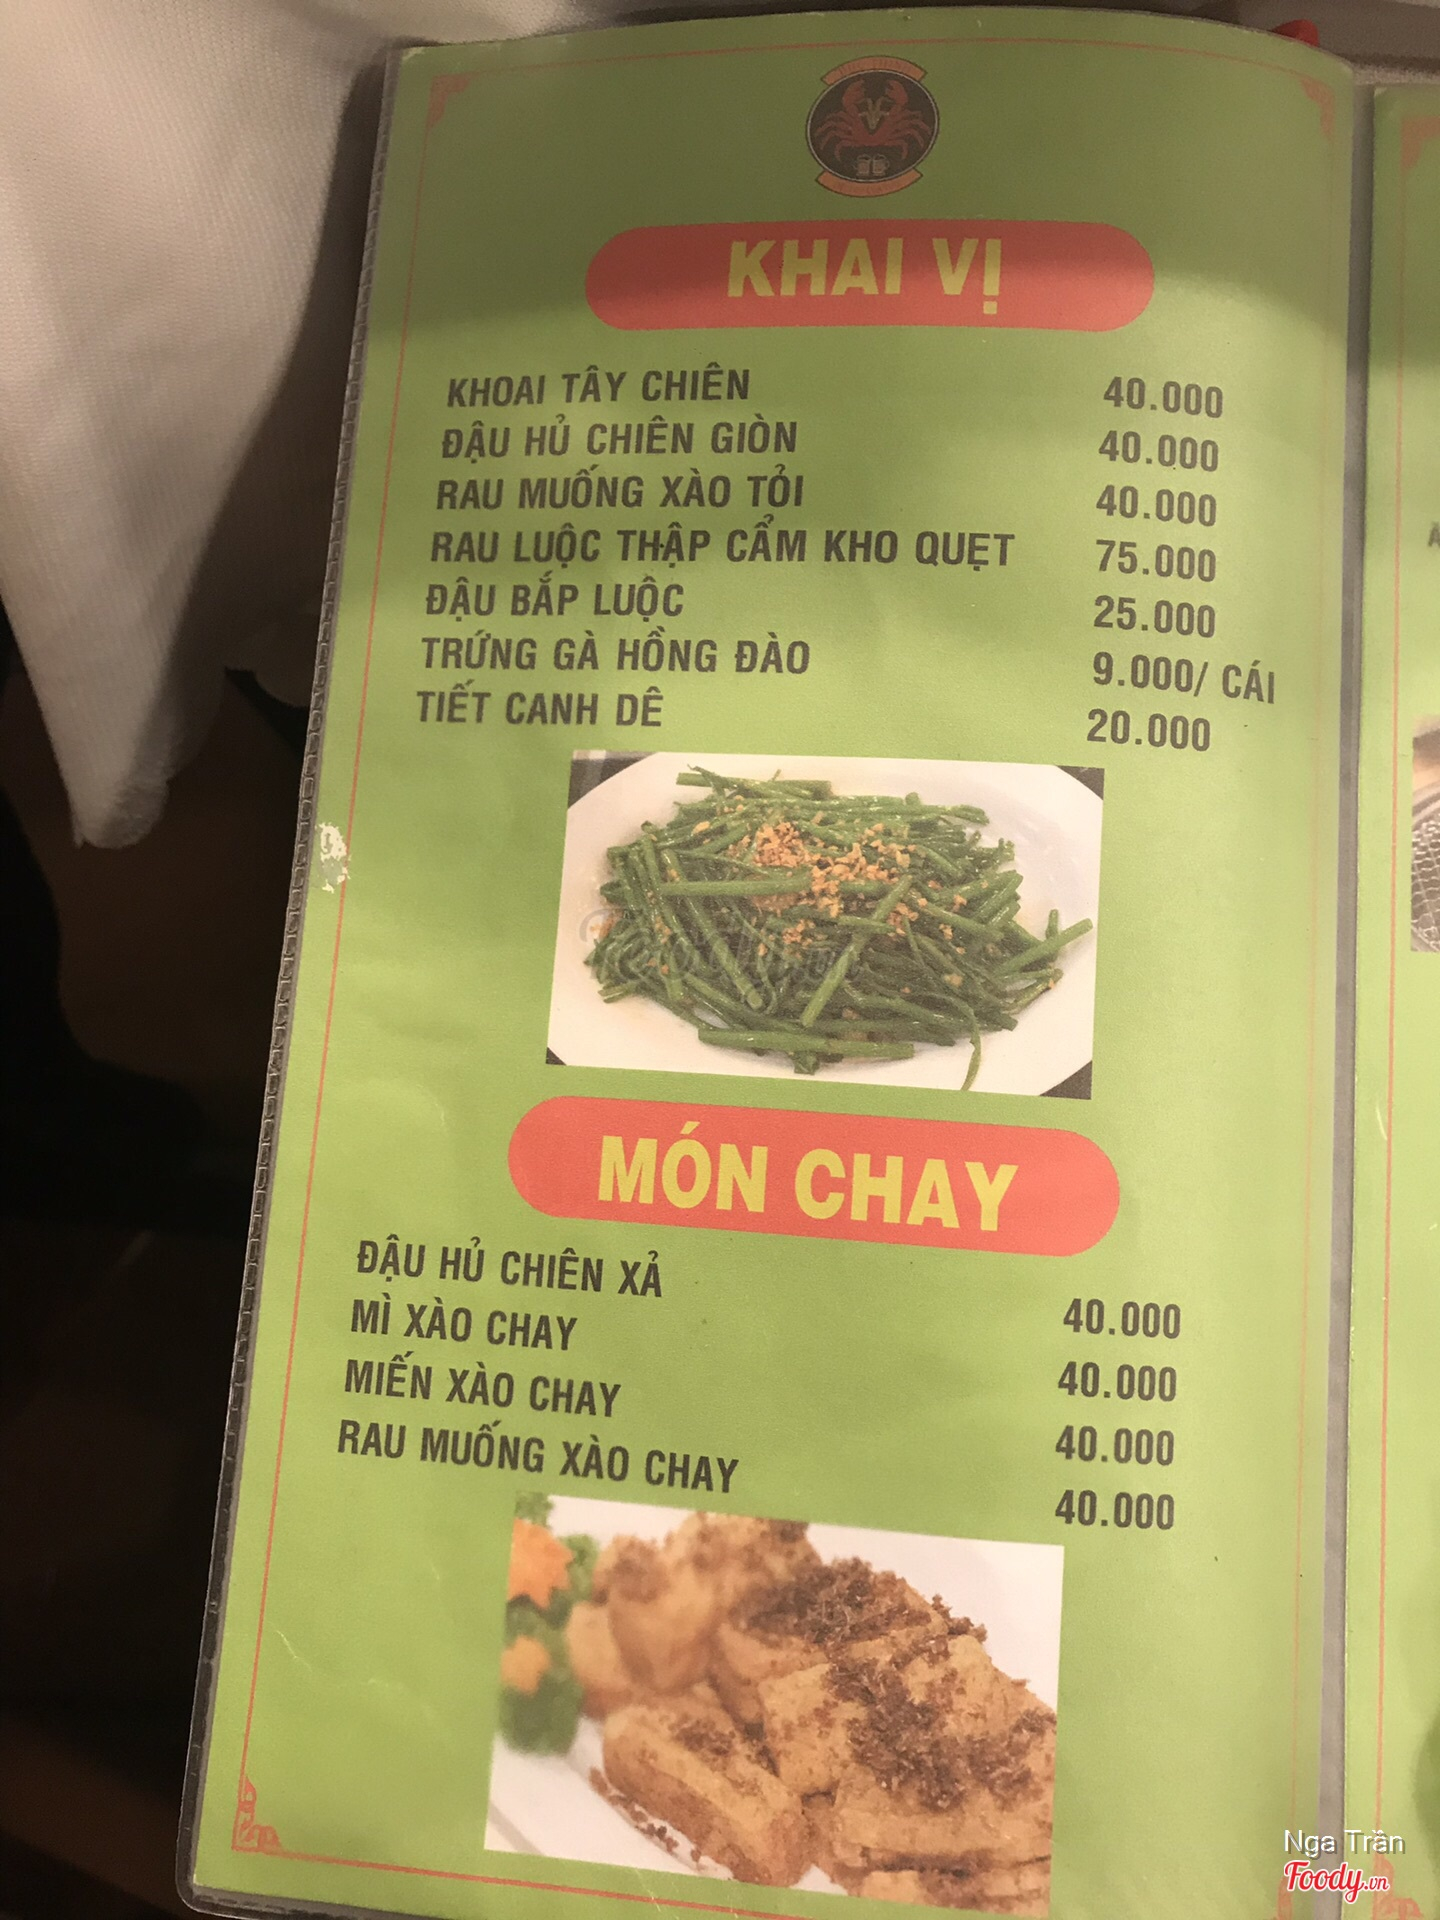 KHAI VỊ
KHOAI TÂY CHIÊN 40.000
ĐẬU HỦ CHIÊN GIÒN 40.000
RAU MUỐNG XÀO TỎI 40.000
RAU LUỘC THẬP CẨM KHO QUẸT 75.000
ĐẬU BẮP LUỘC 25.000
TRỨNG GÀ HỒNG ĐÀO 9.000/ CÁI
TIẾT CANH DÊ 20.000
MÓN CHAY
ĐẬU HỦ CHIÊN XẢ 40.000
MÌ XÀO CHAY 40.000
MIẾN XÀO CHAY 40.000
RAU MUỐNG XÀO CHAY 40.000
Nga Trần
Foody.vn